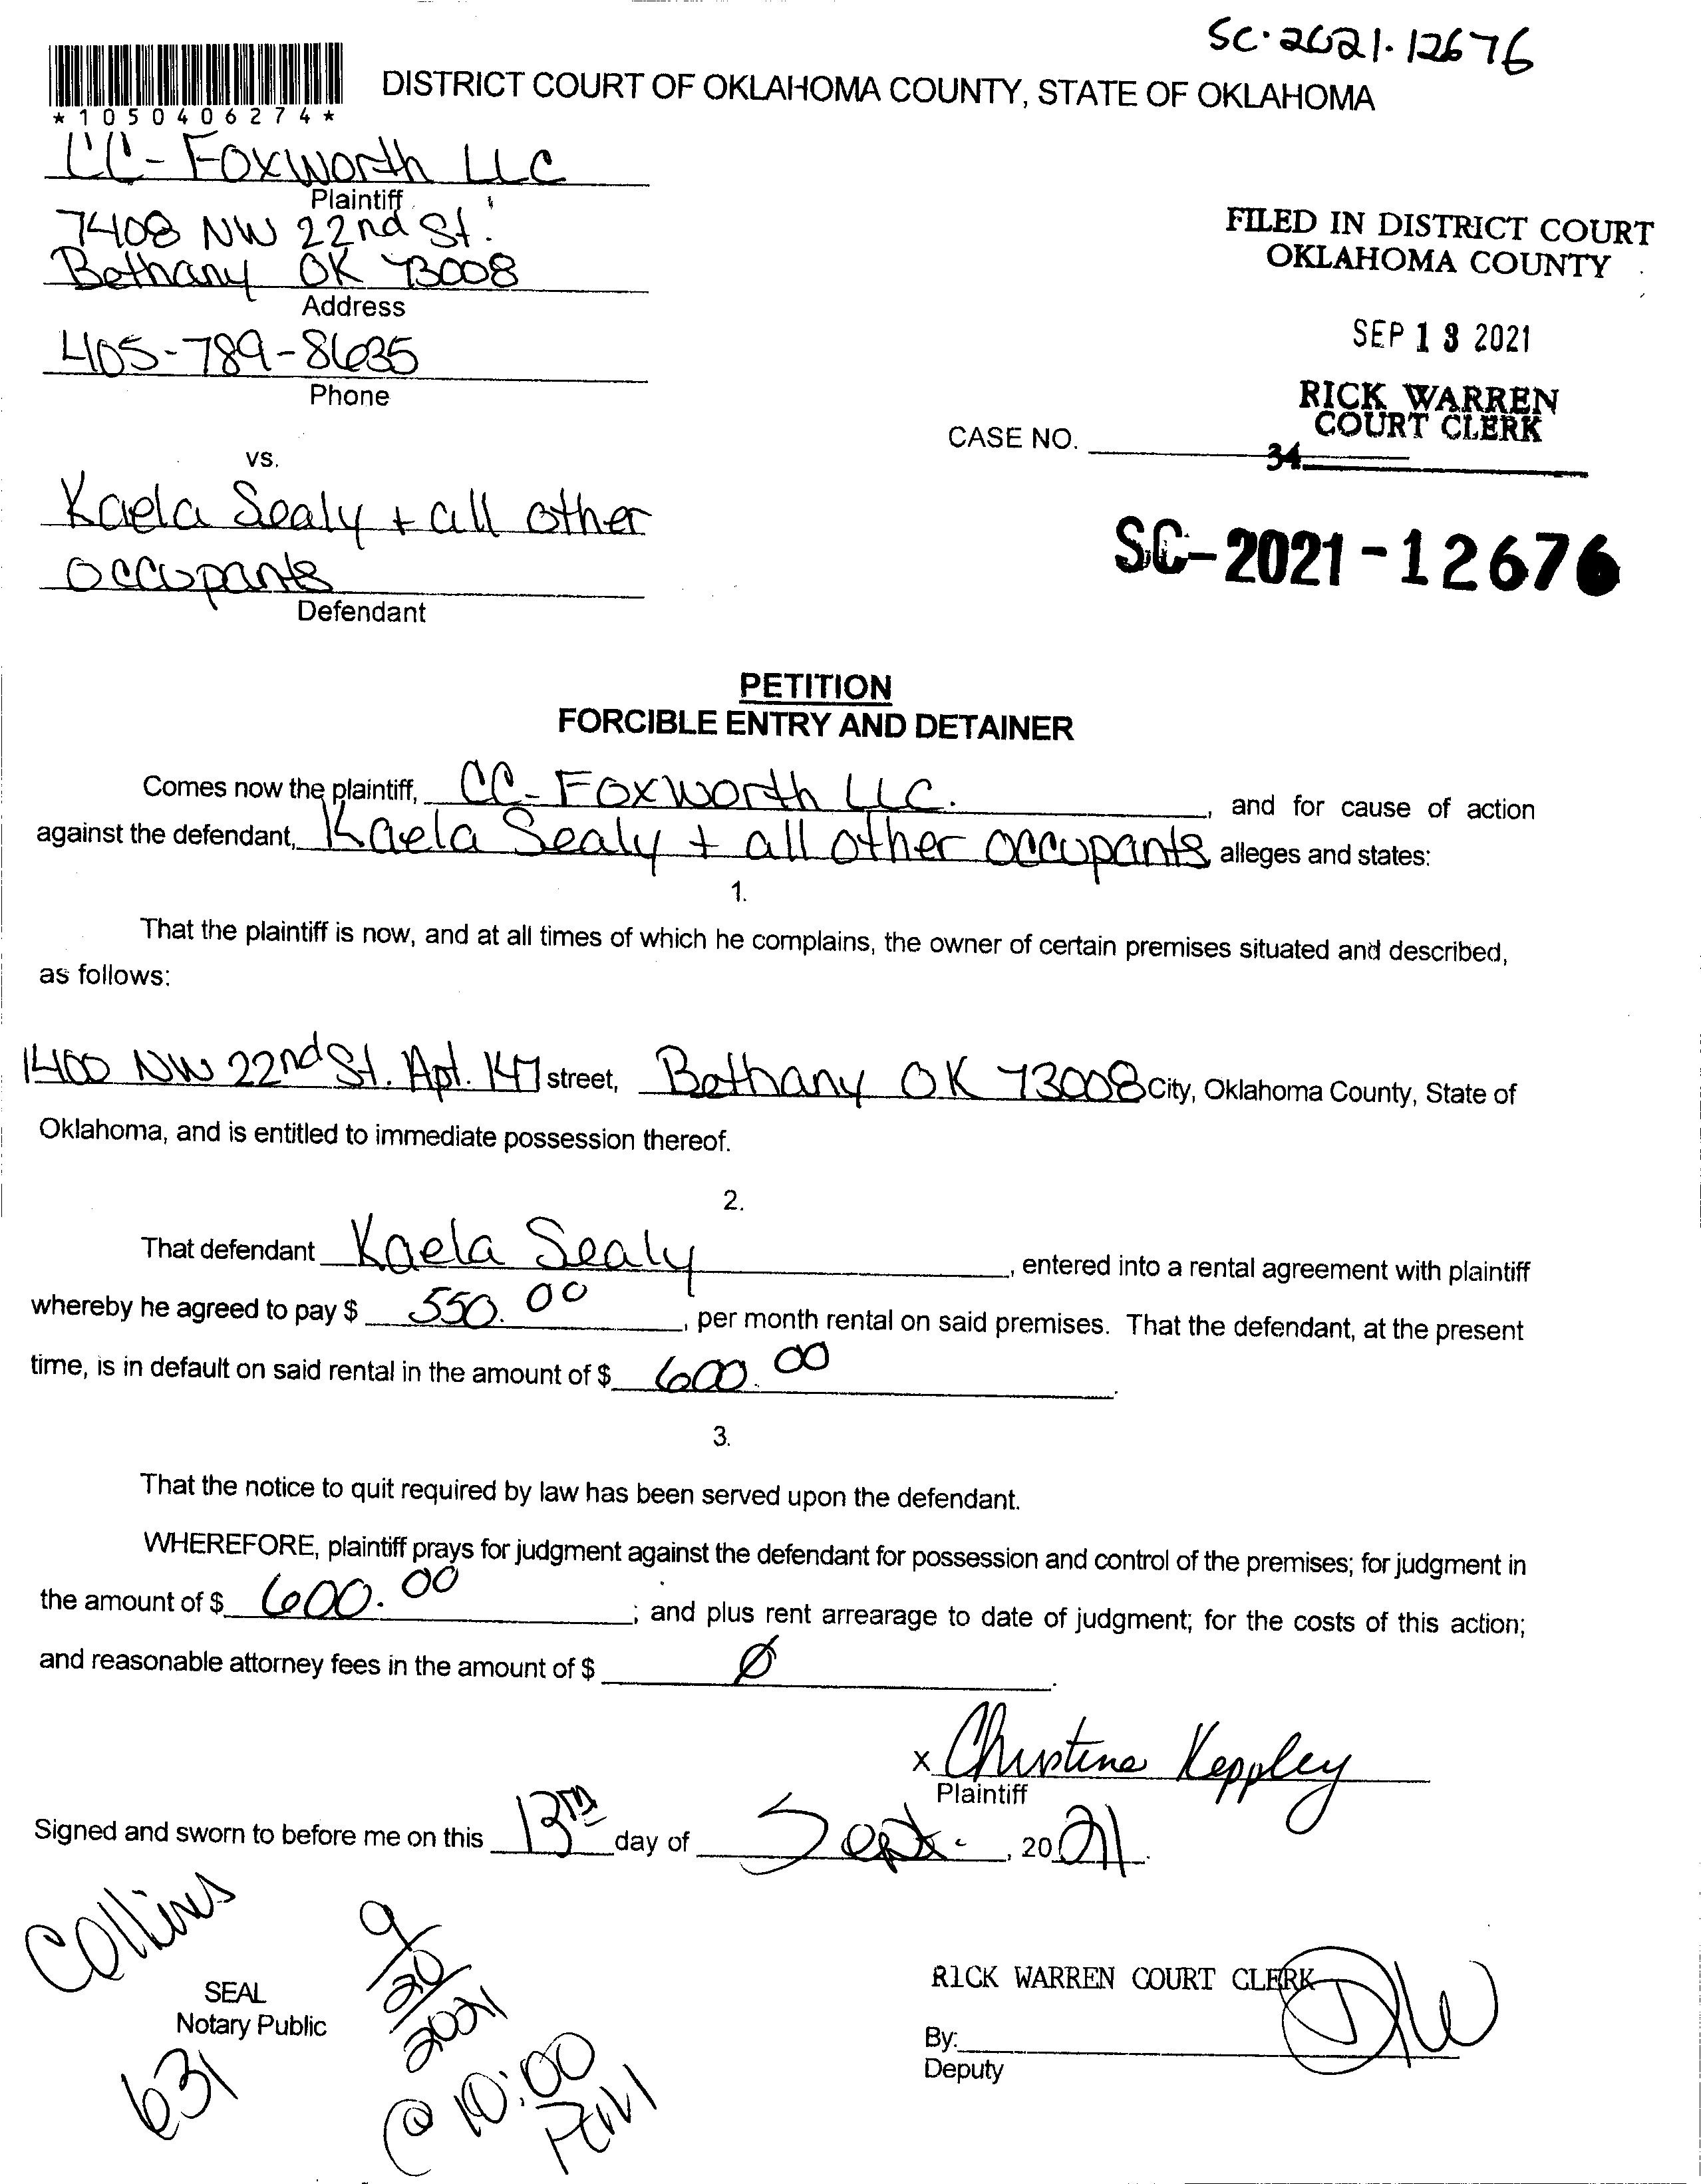 SC·2021·12676
*1050406274*
DISTRICT COURT OF OKLAHOMA COUNTY, STATE OF OKLAHOMA
CC-Foxworth LLC
Plaintiff
7408 NW 22nd St.
Bethany OK 73008
Address
405-789-8635
Phone
FILED IN DISTRICT COURT
OKLAHOMA COUNTY
SEP 13 2021
RICK WARREN
COURT CLERK
CASE NO.
34
vs.
Kaela Sealy + all other
occupants
Defendant
SC-2021-12676
PETITION
FORCIBLE ENTRY AND DETAINER
Comes now the plaintiff, CC-Foxworth LLC. , and for cause of action
against the defendant, Kaela Sealy + all other occupants alleges and states:
1.
That the plaintiff is now, and at all times of which he complains, the owner of certain premises situated and described,
as follows:
7400 NW 22nd St. Apt. 147 street, Bethany OK 73008 City, Oklahoma County, State of
Oklahoma, and is entitled to immediate possession thereof.
2.
That defendant Kaela Sealy , entered into a rental agreement with plaintiff
whereby he agreed to pay $ 550.00 , per month rental on said premises. That the defendant, at the present
time, is in default on said rental in the amount of $ 600.00 .
3.
That the notice to quit required by law has been served upon the defendant.
WHEREFORE, plaintiff prays for judgment against the defendant for possession and control of the premises; for judgment in
the amount of $ 600.00 ; and plus rent arrearage to date of judgment; for the costs of this action;
and reasonable attorney fees in the amount of $ Ø .
x Christine Keppley
Plaintiff
Signed and sworn to before me on this 13th day of Sept. , 20 21.
Collins
SEAL
Notary Public
631
9/20/2021
@ 10:00
AM
RICK WARREN COURT CLERK
By:
Deputy